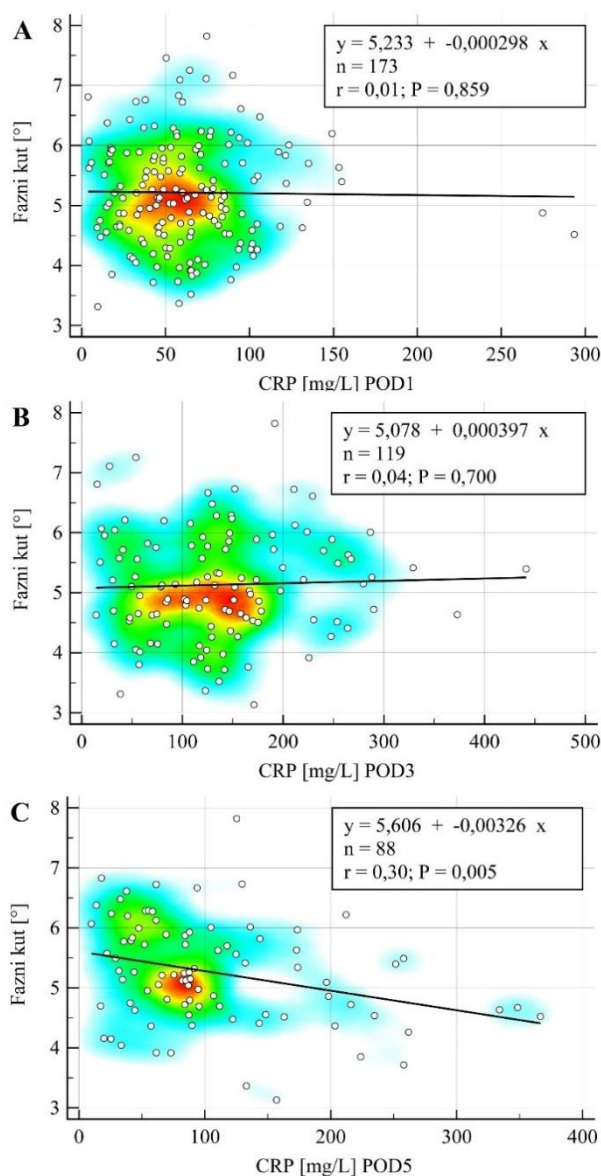 A
y = 5,233 + -0,000298 x
n = 173
r = 0,01; P = 0,859
Fazni kut [°]
8
7
6
5
4
3
0 50 100 150 200 250 300
CRP [mg/L] POD1
B
y = 5,078 + 0,000397 x
n = 119
r = 0,04; P = 0,700
Fazni kut [°]
8
7
6
5
4
3
0 100 200 300 400 500
CRP [mg/L] POD3
C
y = 5,606 + -0,00326 x
n = 88
r = 0,30; P = 0,005
Fazni kut [°]
8
7
6
5
4
3
0 100 200 300 400
CRP [mg/L] POD5